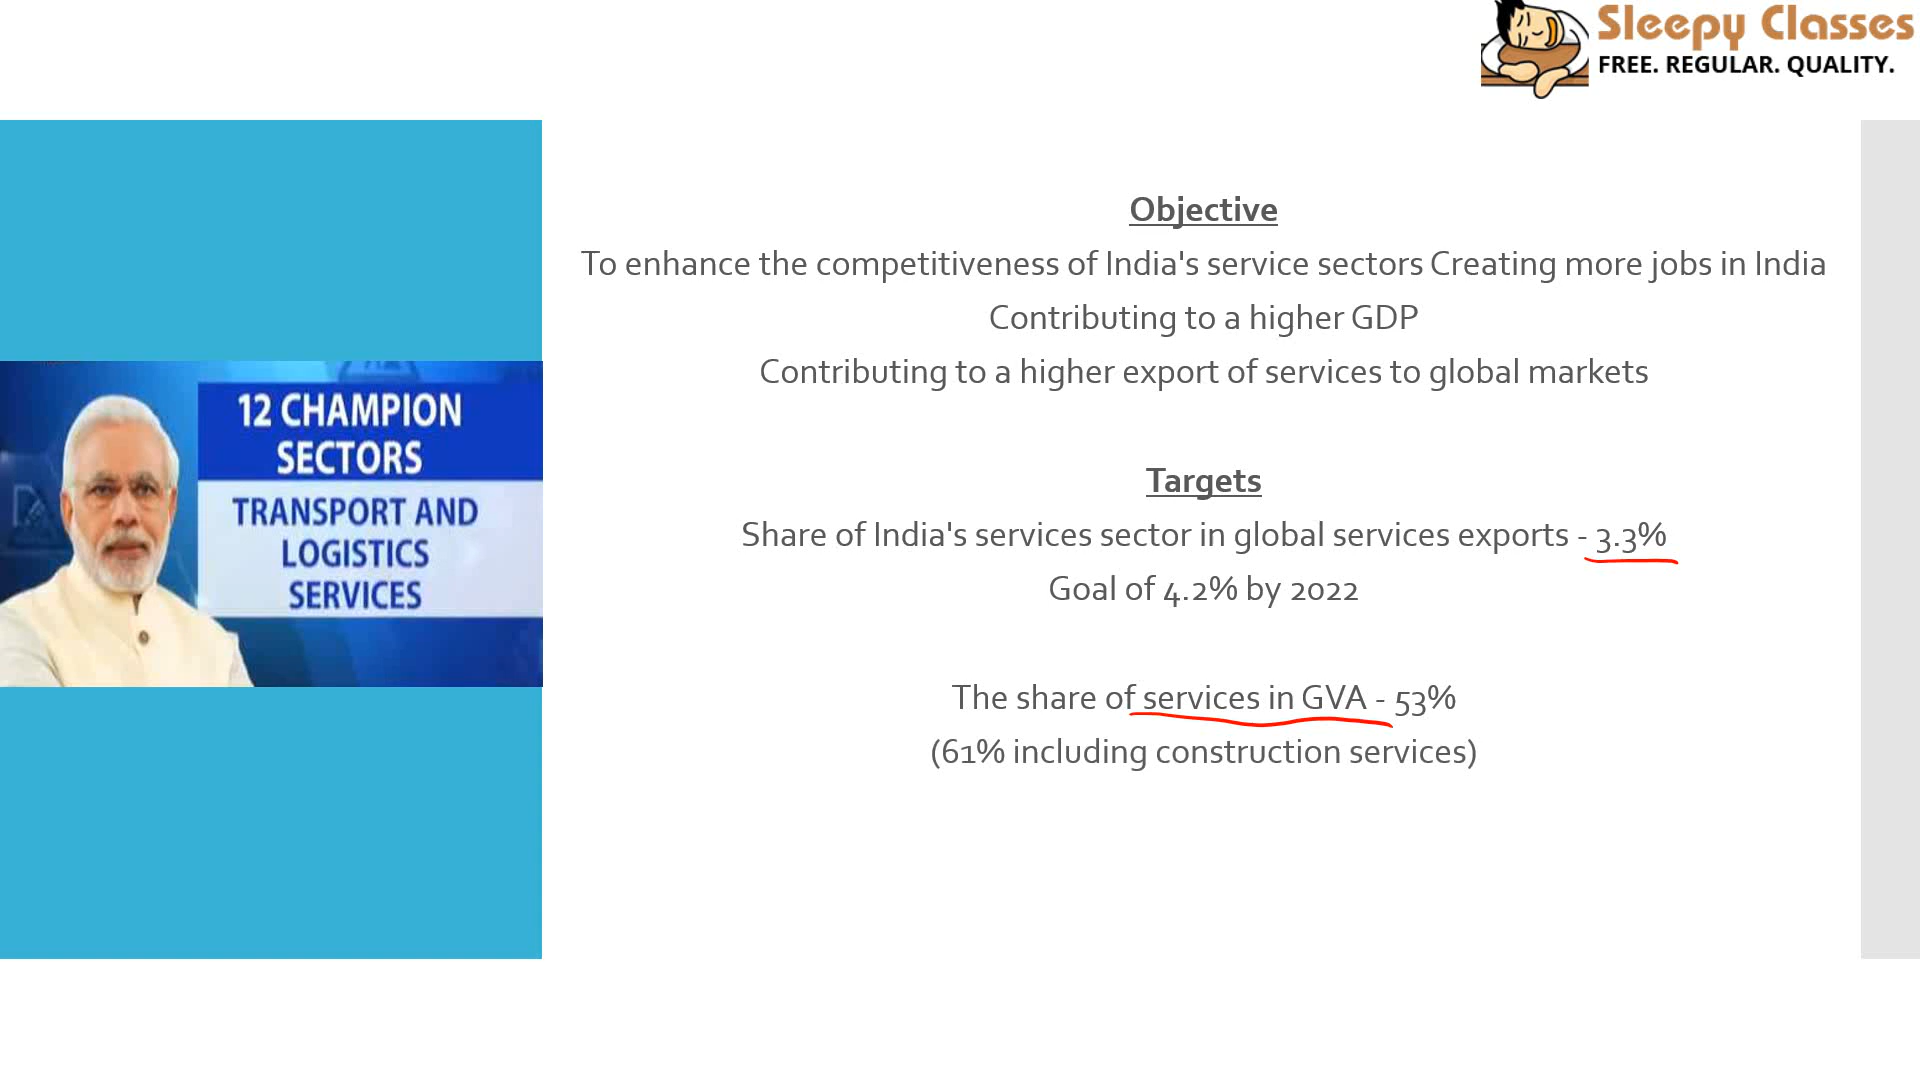 Sleepy Classes
FREE. REGULAR. QUALITY.
12 CHAMPION
SECTORS
TRANSPORT AND
LOGISTICS
SERVICES
Objective
To enhance the competitiveness of India's service sectors Creating more jobs in India
Contributing to a higher GDP
Contributing to a higher export of services to global markets
Targets
Share of India's services sector in global services exports - 3.3%
Goal of 4.2% by 2022
The share of services in GVA - 53%
(61% including construction services)